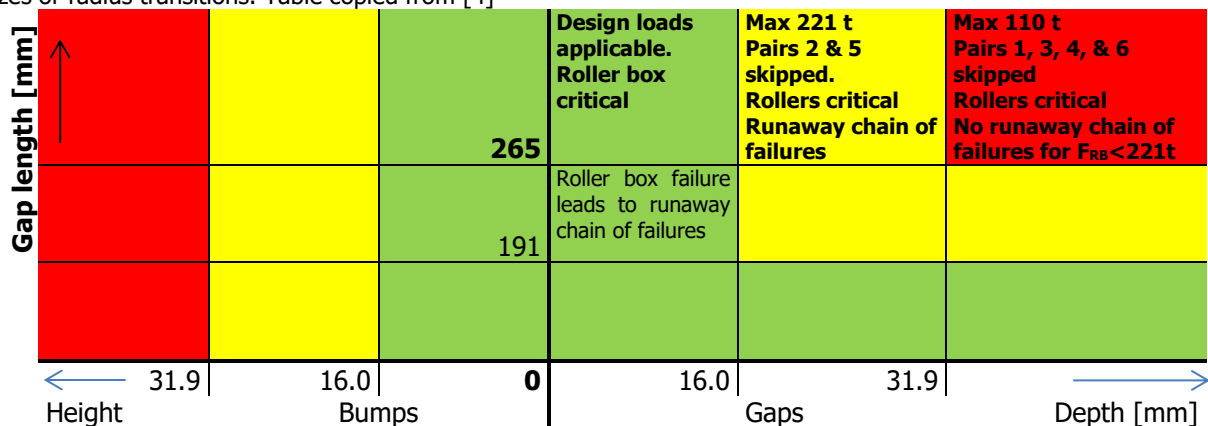 zes of radius transitions. Table copied from [4]
Gap length [mm]
Design loads
applicable.
Roller box
critical
Max 221 t
Pairs 2 & 5
skipped.
Rollers critical
Runaway chain of
failures
Max 110 t
Pairs 1, 3, 4, & 6
skipped
Rollers critical
No runaway chain of
failures for FRB<221t
265
Roller box failure
leads to runaway
chain of failures
191
31.9 16.0 0 16.0 31.9
Height Bumps Gaps Depth [mm]